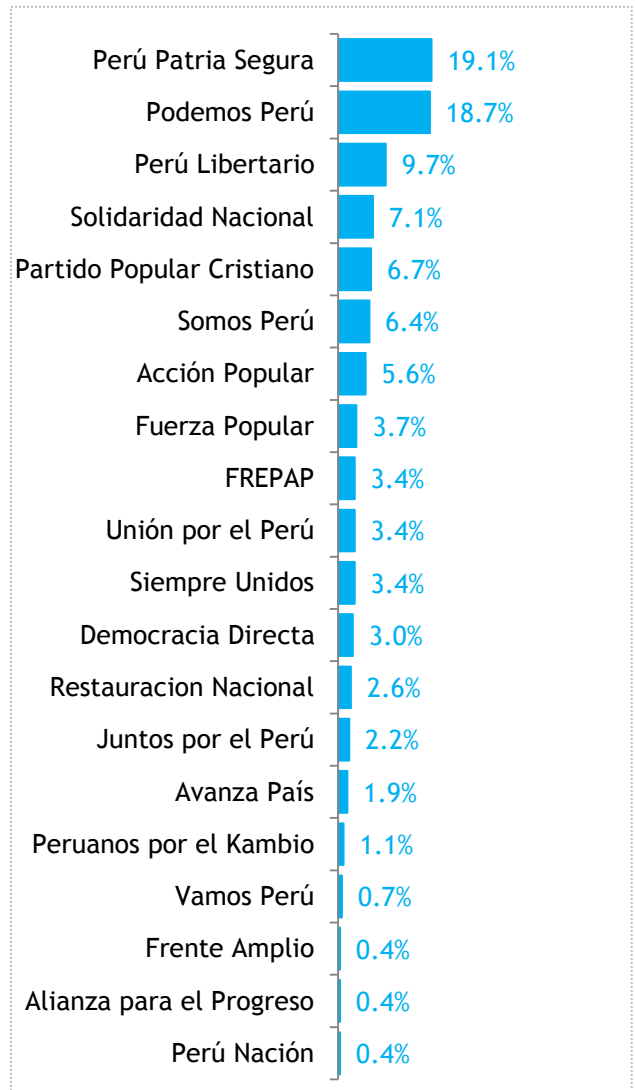 Perú Patria Segura 19.1%
Podemos Perú 18.7%
Perú Libertario 9.7%
Solidaridad Nacional 7.1%
Partido Popular Cristiano 6.7%
Somos Perú 6.4%
Acción Popular 5.6%
Fuerza Popular 3.7%
FREPAP 3.4%
Unión por el Perú 3.4%
Siempre Unidos 3.4%
Democracia Directa 3.0%
Restauracion Nacional 2.6%
Juntos por el Perú 2.2%
Avanza País 1.9%
Peruanos por el Kambio 1.1%
Vamos Perú 0.7%
Frente Amplio 0.4%
Alianza para el Progreso 0.4%
Perú Nación 0.4%